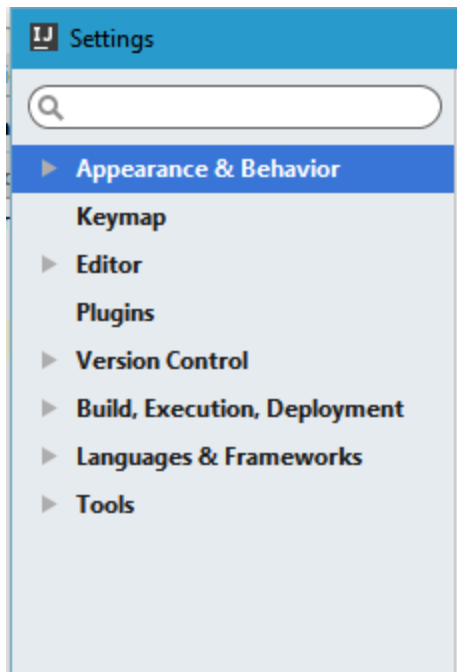 IJ Settings
Appearance & Behavior
Keymap
Editor
Plugins
Version Control
Build, Execution, Deployment
Languages & Frameworks
Tools